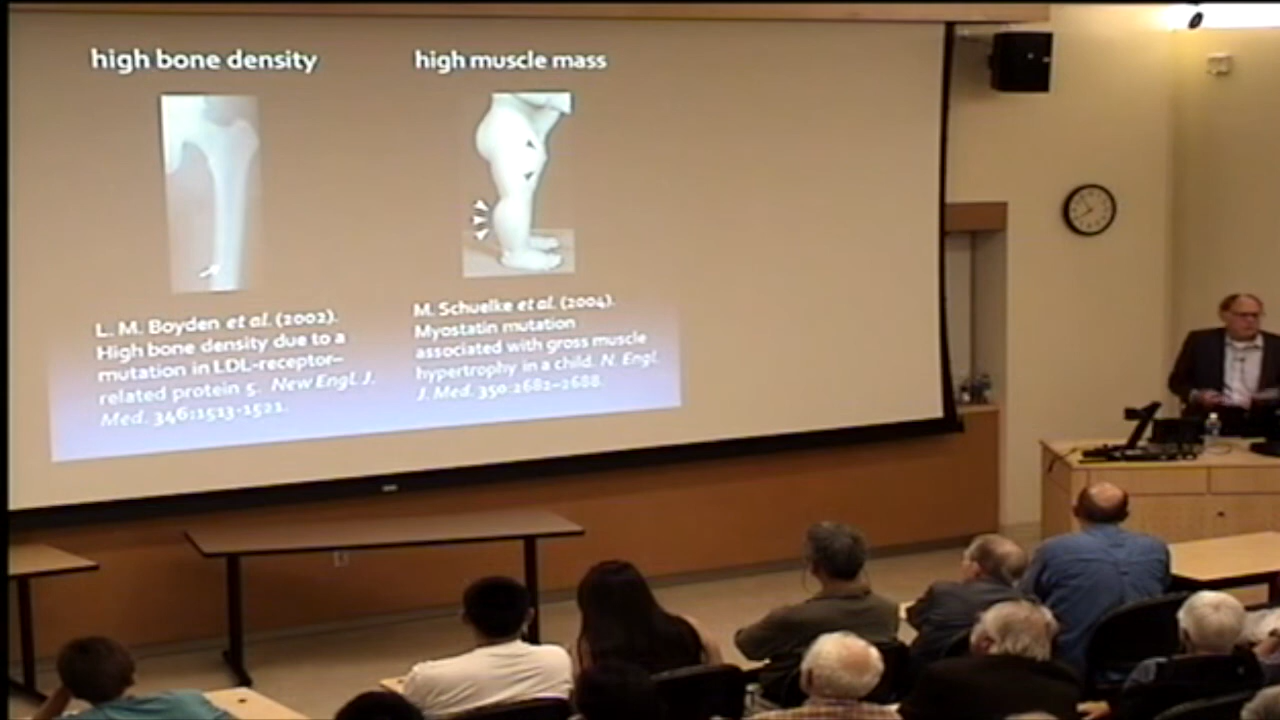 high bone density
L. M. Boyden et al. (2002).
High bone density due to a
mutation in LDL-receptor–
related protein 5. New Engl. J.
Med. 346:1513-1521.
high muscle mass
M. Schuelke et al. (2004).
Myostatin mutation
associated with gross muscle
hypertrophy in a child. N. Engl.
J. Med. 350:2682–2688.